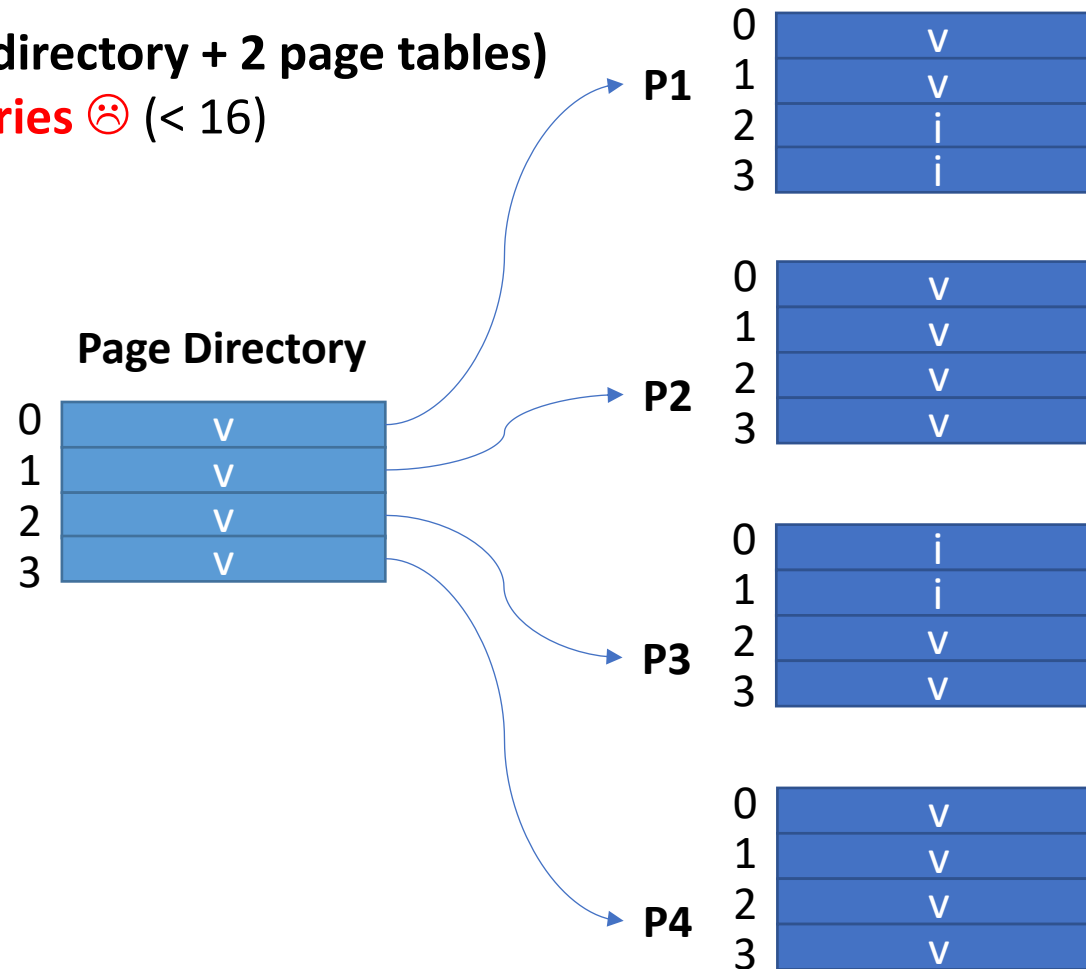 directory + 2 page tables)
ries ☹ (< 16)
P1
0 v
1 v
2 i
3 i
P2
0 v
1 v
2 v
3 v
Page Directory
0 v
1 v
2 v
3 v
P3
0 i
1 i
2 v
3 v
P4
0 v
1 v
2 v
3 v